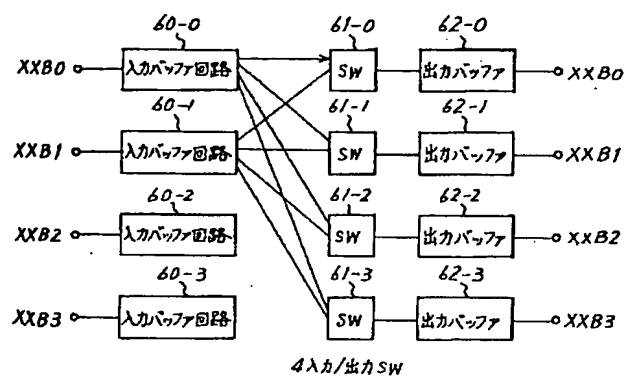 60-0 61-0 62-0
XXB0 入力バッファ回路 SW 出力バッファ XXB0
60-1 61-1 62-1
XXB1 入力バッファ回路 SW 出力バッファ XXB1
60-2 61-2 62-2
XXB2 入力バッファ回路 SW 出力バッファ XXB2
60-3 61-3 62-3
XXB3 入力バッファ回路 SW 出力バッファ XXB3
4入力/出力SW